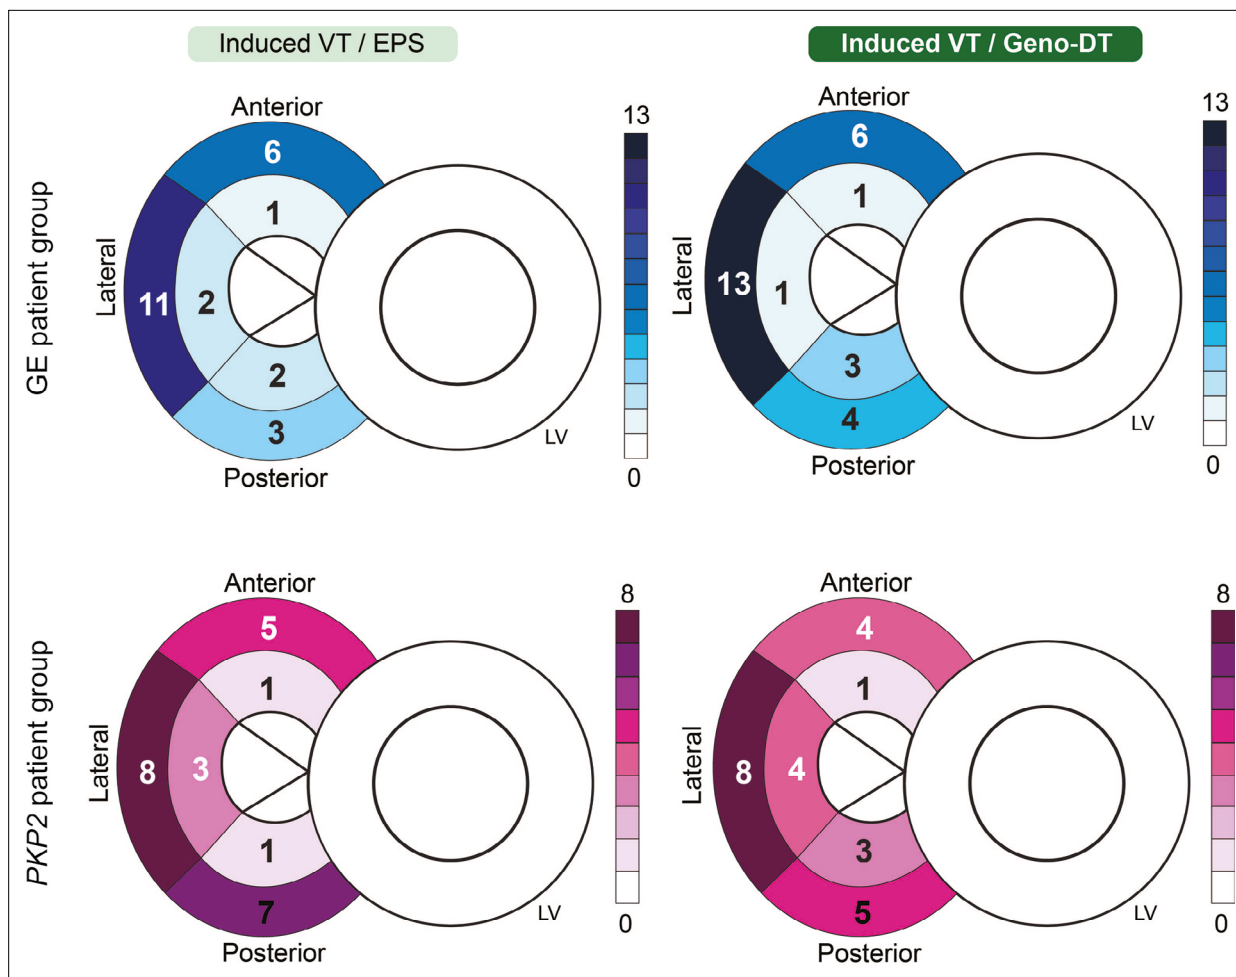 Induced VT / EPS
Induced VT / Geno-DT
GE patient group
Anterior
6
1
Lateral
11
2
2
3
Posterior
LV
13
0
Anterior
6
1
Lateral
13
1
3
4
Posterior
LV
13
0
PKP2 patient group
Anterior
5
1
Lateral
8
3
1
7
Posterior
LV
8
0
Anterior
4
1
Lateral
8
4
3
5
Posterior
LV
8
0